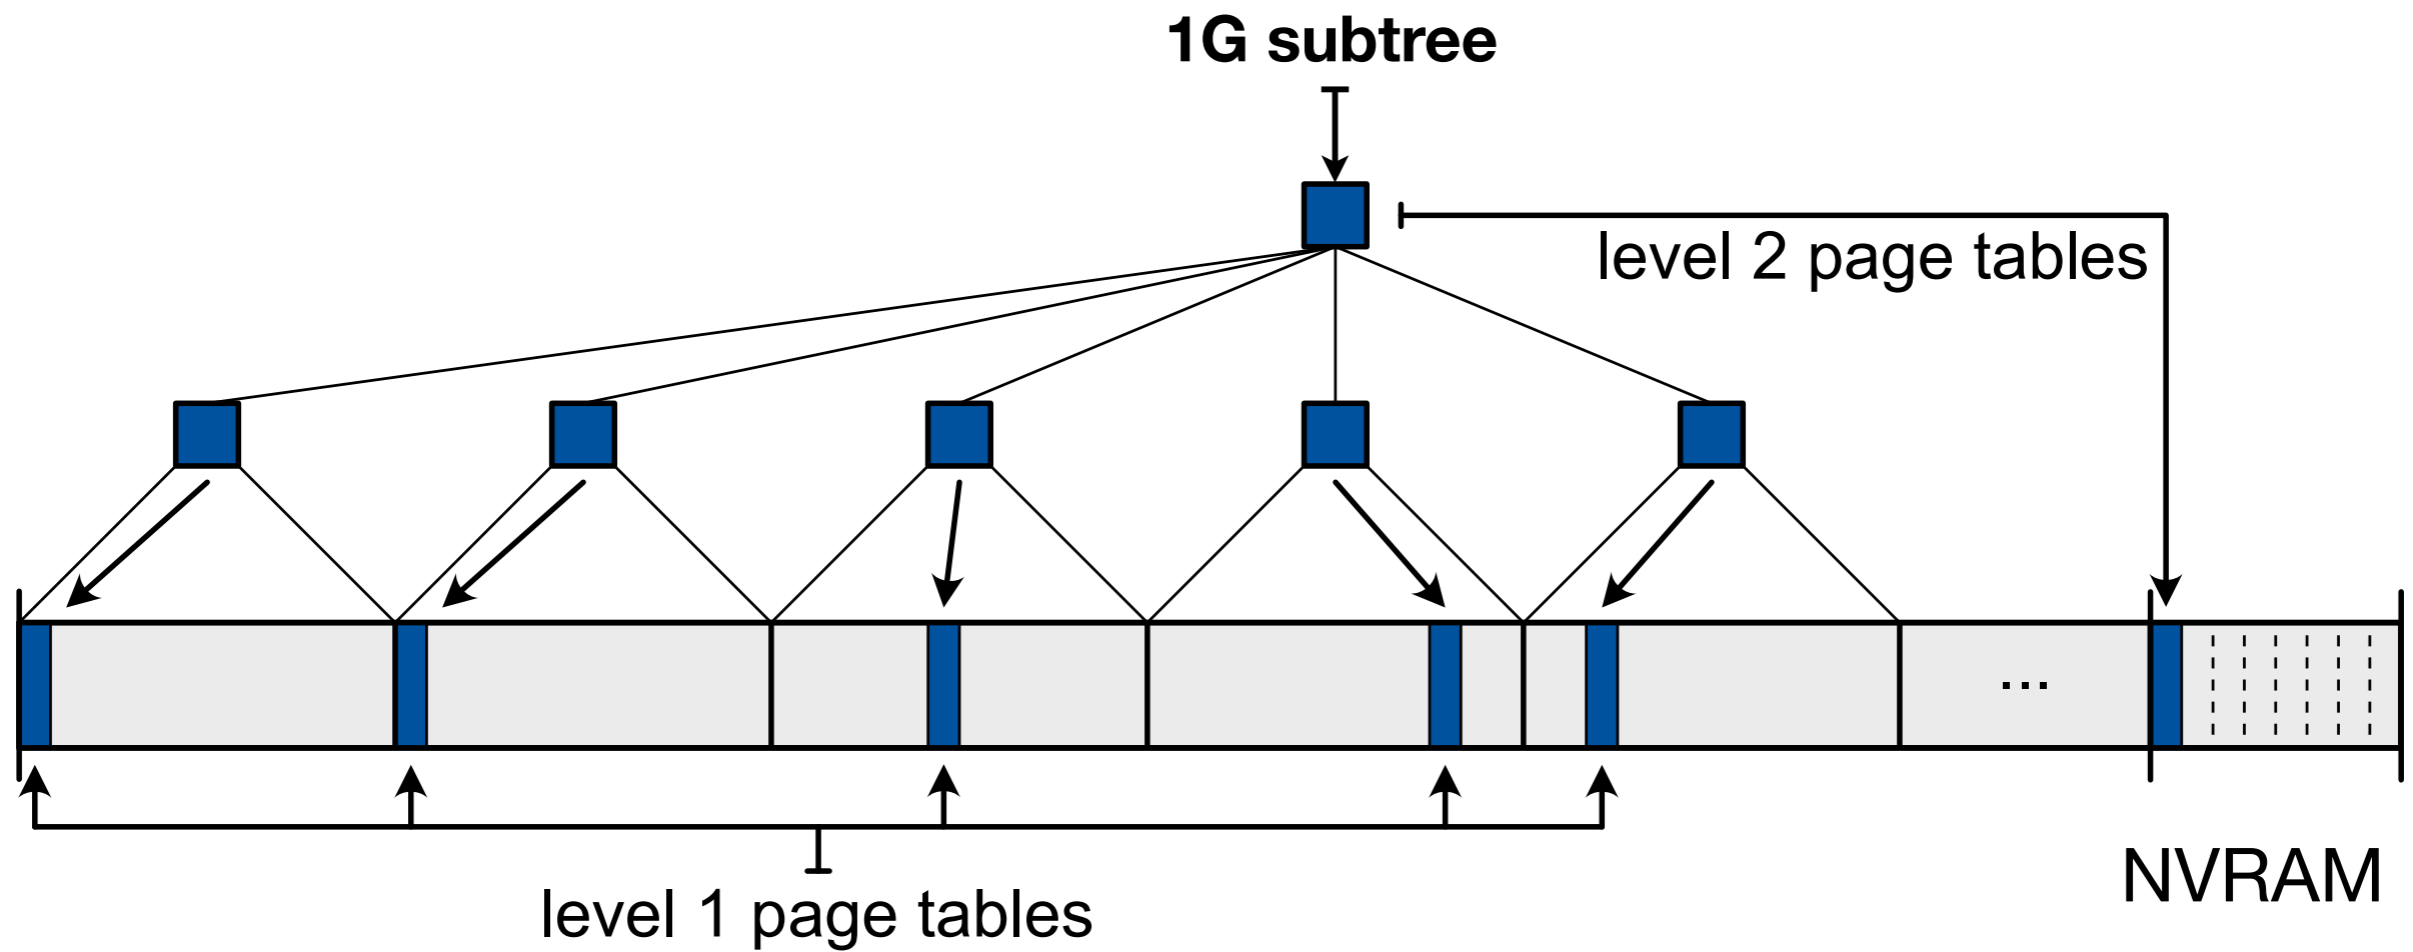 1G subtree
level 2 page tables
...
NVRAM
level 1 page tables